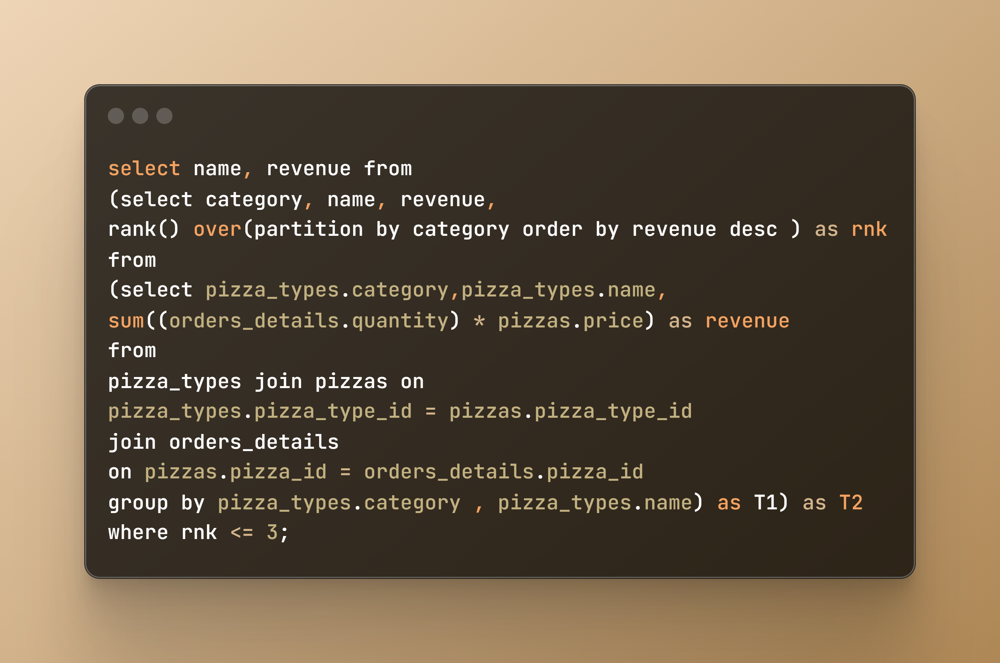 select name, revenue from
(select category, name, revenue,
rank() over(partition by category order by revenue desc ) as rnk
from
(select pizza_types.category,pizza_types.name,
sum((orders_details.quantity) * pizzas.price) as revenue
from
pizza_types join pizzas on
pizza_types.pizza_type_id = pizzas.pizza_type_id
join orders_details
on pizzas.pizza_id = orders_details.pizza_id
group by pizza_types.category , pizza_types.name) as T1) as T2
where rnk <= 3;